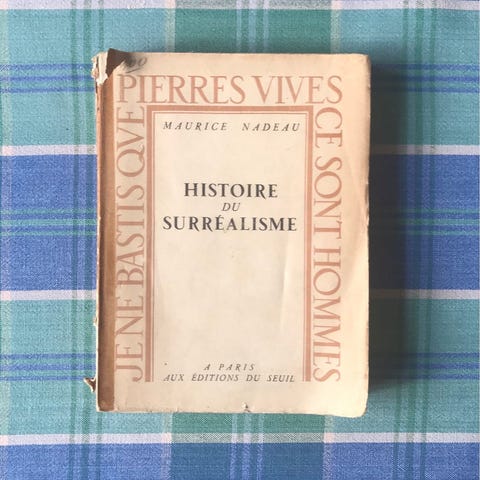 JE NE BASTIS QVE
PIERRES VIVES
CE SONT HOMMES
MAURICE NADEAU
HISTOIRE
DU
SURRÉALISME
A PARIS
AUX ÉDITIONS DU SEUIL